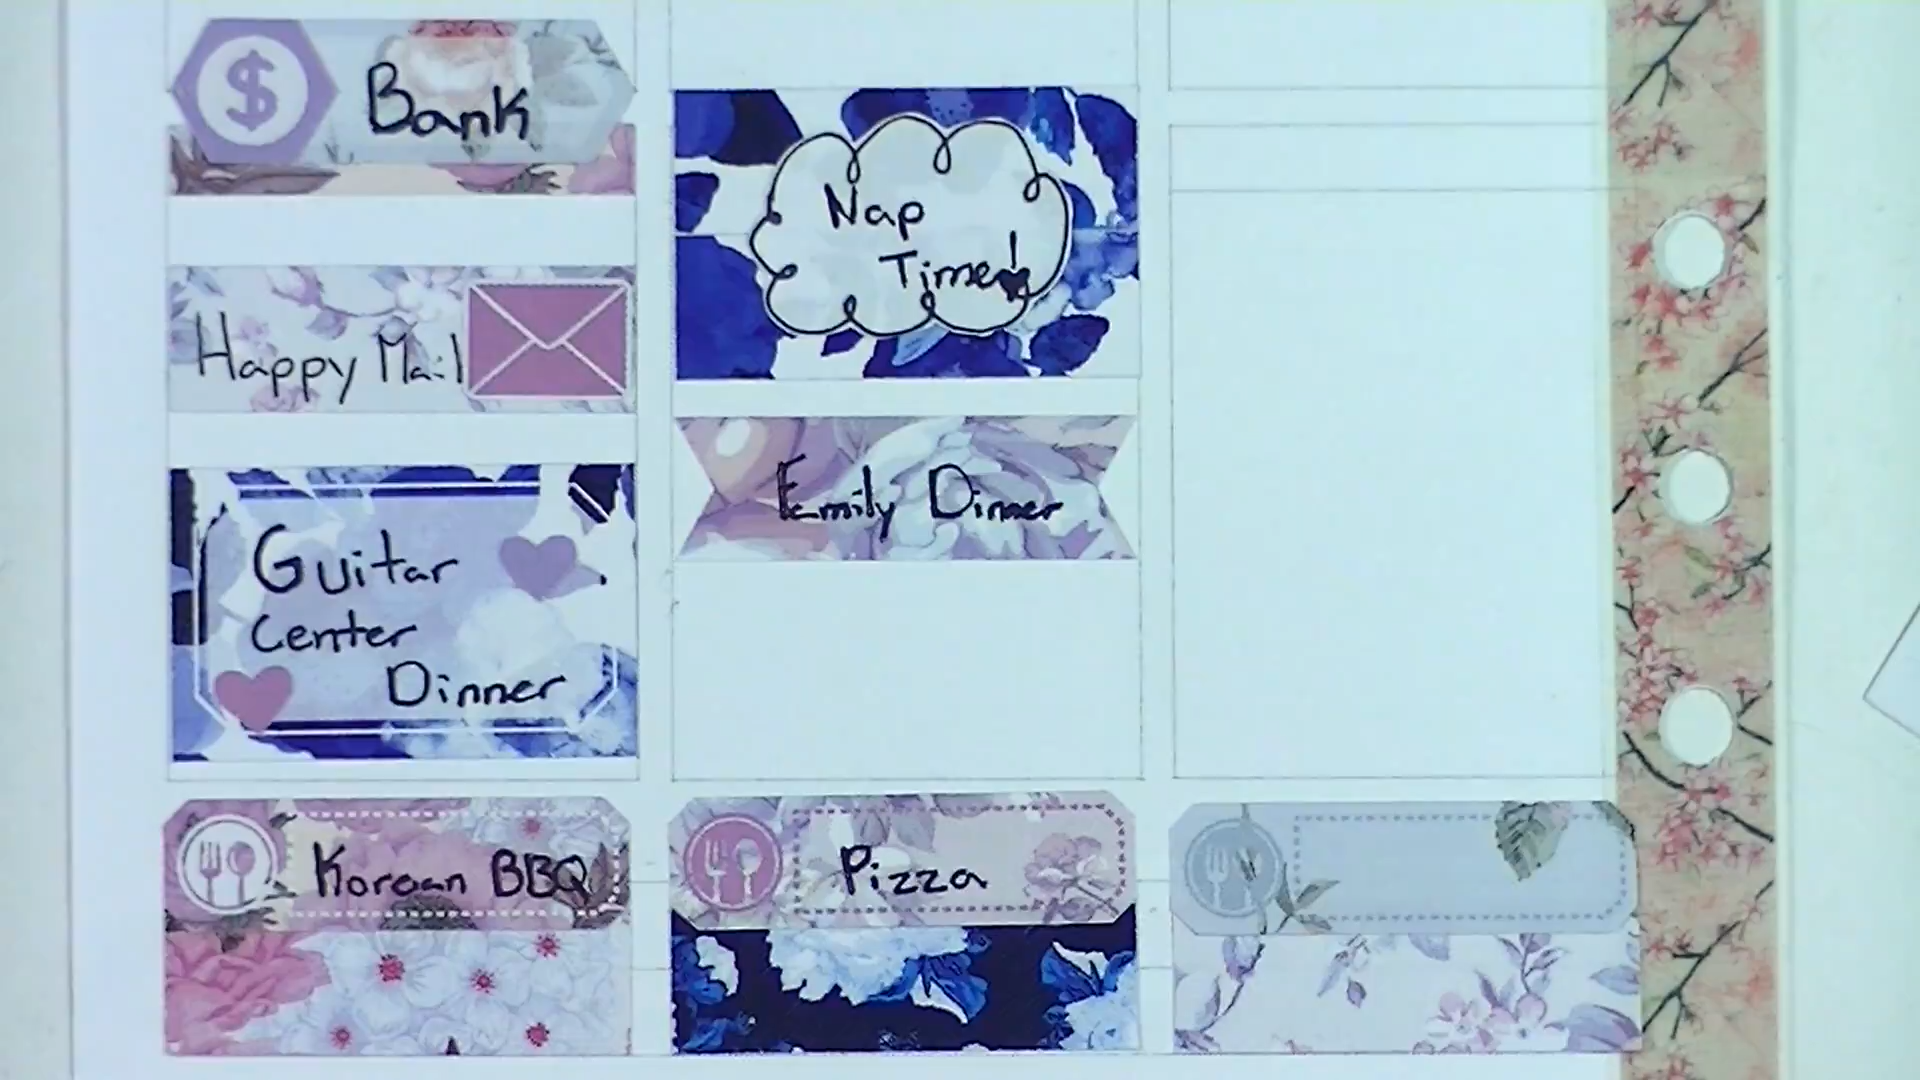 $
Bank
Happy Mail
Guitar
Center
Dinner
Korean BBQ
Nap
Time!
Emily Dinner
Pizza